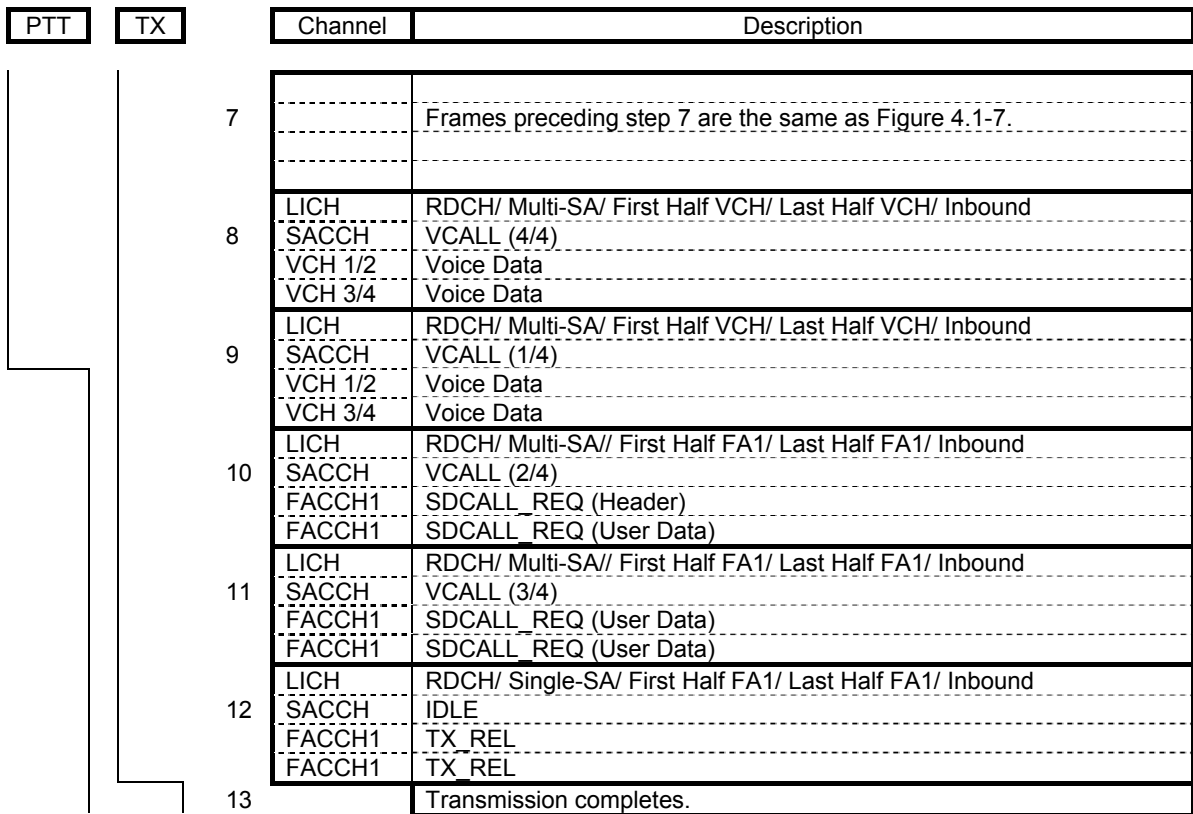 PTT TX Channel Description
7 Frames preceding step 7 are the same as Figure 4.1-7.
LICH RDCH/ Multi-SA/ First Half VCH/ Last Half VCH/ Inbound
8 SACCH VCALL (4/4)
VCH 1/2 Voice Data
VCH 3/4 Voice Data
LICH RDCH/ Multi-SA/ First Half VCH/ Last Half VCH/ Inbound
9 SACCH VCALL (1/4)
VCH 1/2 Voice Data
VCH 3/4 Voice Data
LICH RDCH/ Multi-SA// First Half FA1/ Last Half FA1/ Inbound
10 SACCH VCALL (2/4)
FACCH1 SDCALL_REQ (Header)
FACCH1 SDCALL_REQ (User Data)
LICH RDCH/ Multi-SA// First Half FA1/ Last Half FA1/ Inbound
11 SACCH VCALL (3/4)
FACCH1 SDCALL_REQ (User Data)
FACCH1 SDCALL_REQ (User Data)
LICH RDCH/ Single-SA/ First Half FA1/ Last Half FA1/ Inbound
12 SACCH IDLE
FACCH1 TX_REL
FACCH1 TX_REL
13 Transmission completes.